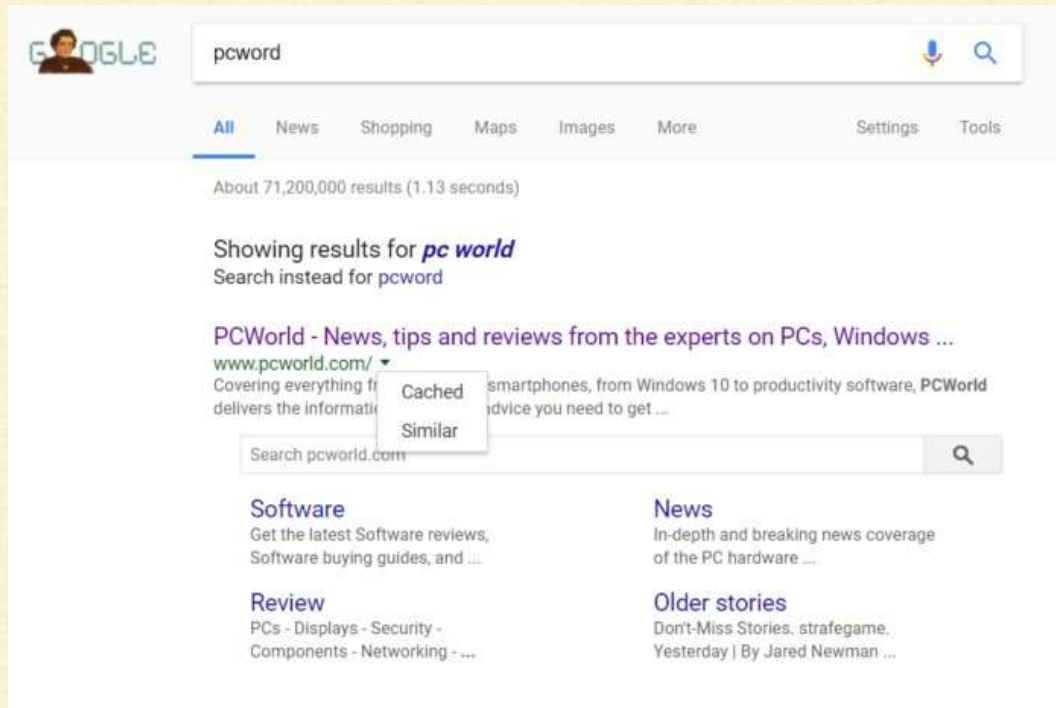 GOOGLE
pcword
All News Shopping Maps Images More Settings Tools
About 71,200,000 results (1.13 seconds)
Showing results for pc world
Search instead for pcword
PCWorld - News, tips and reviews from the experts on PCs, Windows ...
www.pcworld.com/
Covering everything smartphones, from Windows 10 to productivity software, PCWorld
delivers the you need to get ...
Cached
Similar
Search pcworld.com
Software
Get the latest Software reviews,
Software buying guides, and ...
News
In-depth and breaking news coverage
of the PC hardware ...
Review
PCs - Displays - Security -
Components - Networking - ...
Older stories
Don't-Miss Stories. strafegame.
Yesterday | By Jared Newman ...